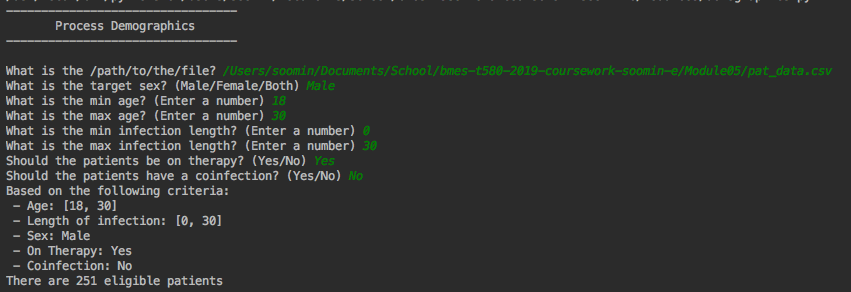 Process Demographics
What is the /path/to/the/file? /Users/soomin/Documents/School/bmes-t580-2019-coursework-soomin-e/Module05/pat_data.csv
What is the target sex? (Male/Female/Both) Male
What is the min age? (Enter a number) 18
What is the max age? (Enter a number) 30
What is the min infection length? (Enter a number) 0
What is the max infection length? (Enter a number) 30
Should the patients be on therapy? (Yes/No) Yes
Should the patients have a coinfection? (Yes/No) No
Based on the following criteria:
 - Age: [18, 30]
 - Length of infection: [0, 30]
 - Sex: Male
 - On Therapy: Yes
 - Coinfection: No
There are 251 eligible patients